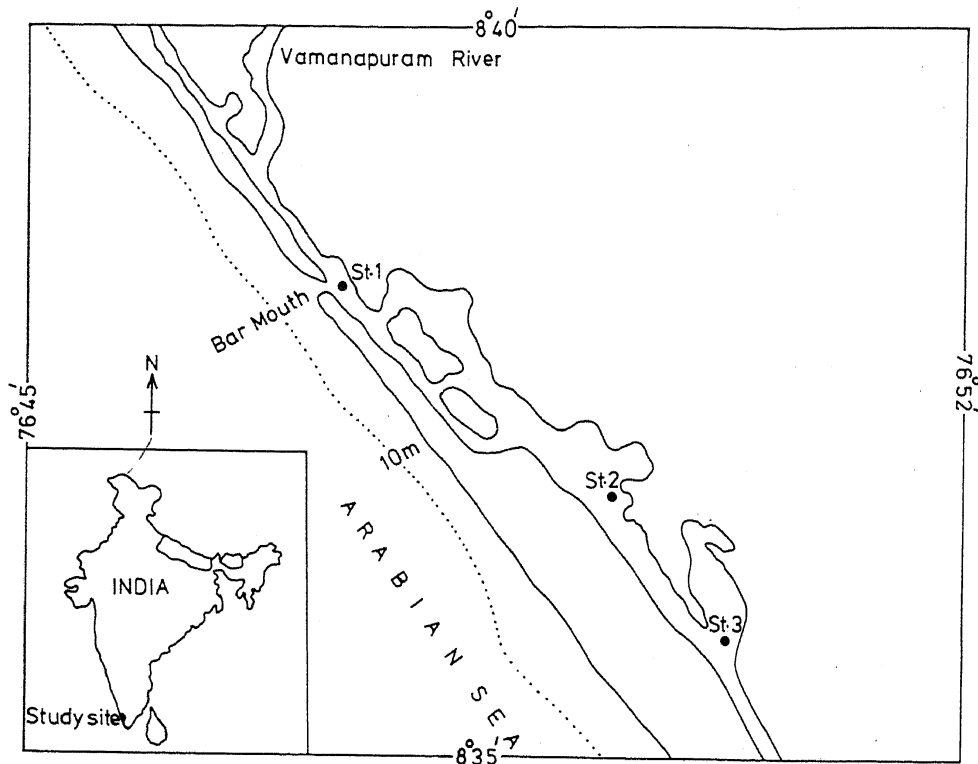 8°40'
Vamanapuram River
St.1
Bar Mouth
76°45'
76°52'
N
10m
St.2
ARABIAN SEA
INDIA
St.3
Study site
8°35'